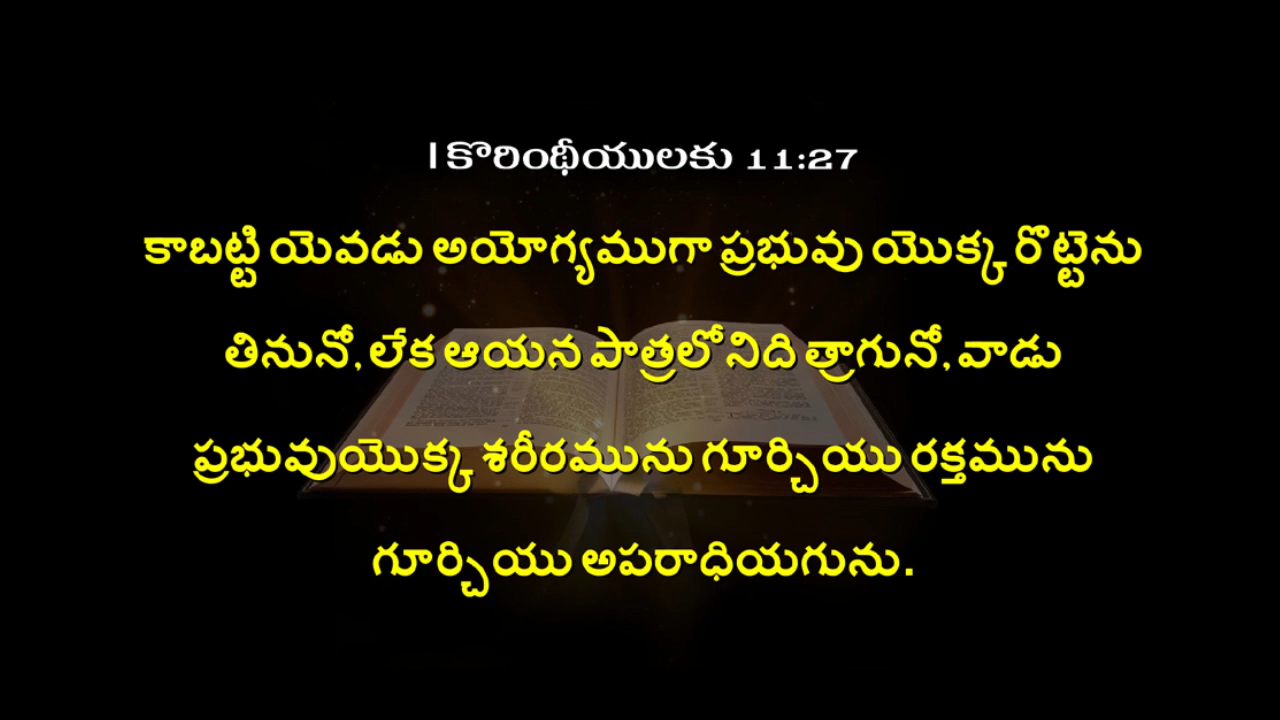 I కొరింథీయులకు 11:27
కాబట్టి యెవడు అయోగ్యముగా ప్రభువు యొక్క రొట్టెను
తినునో, లేక ఆయన పాత్రలో నిది త్రాగునో, వాడు
ప్రభువుయొక్క శరీరమును గూర్చియు రక్తమును
గూర్చియు అపరాధియగును.